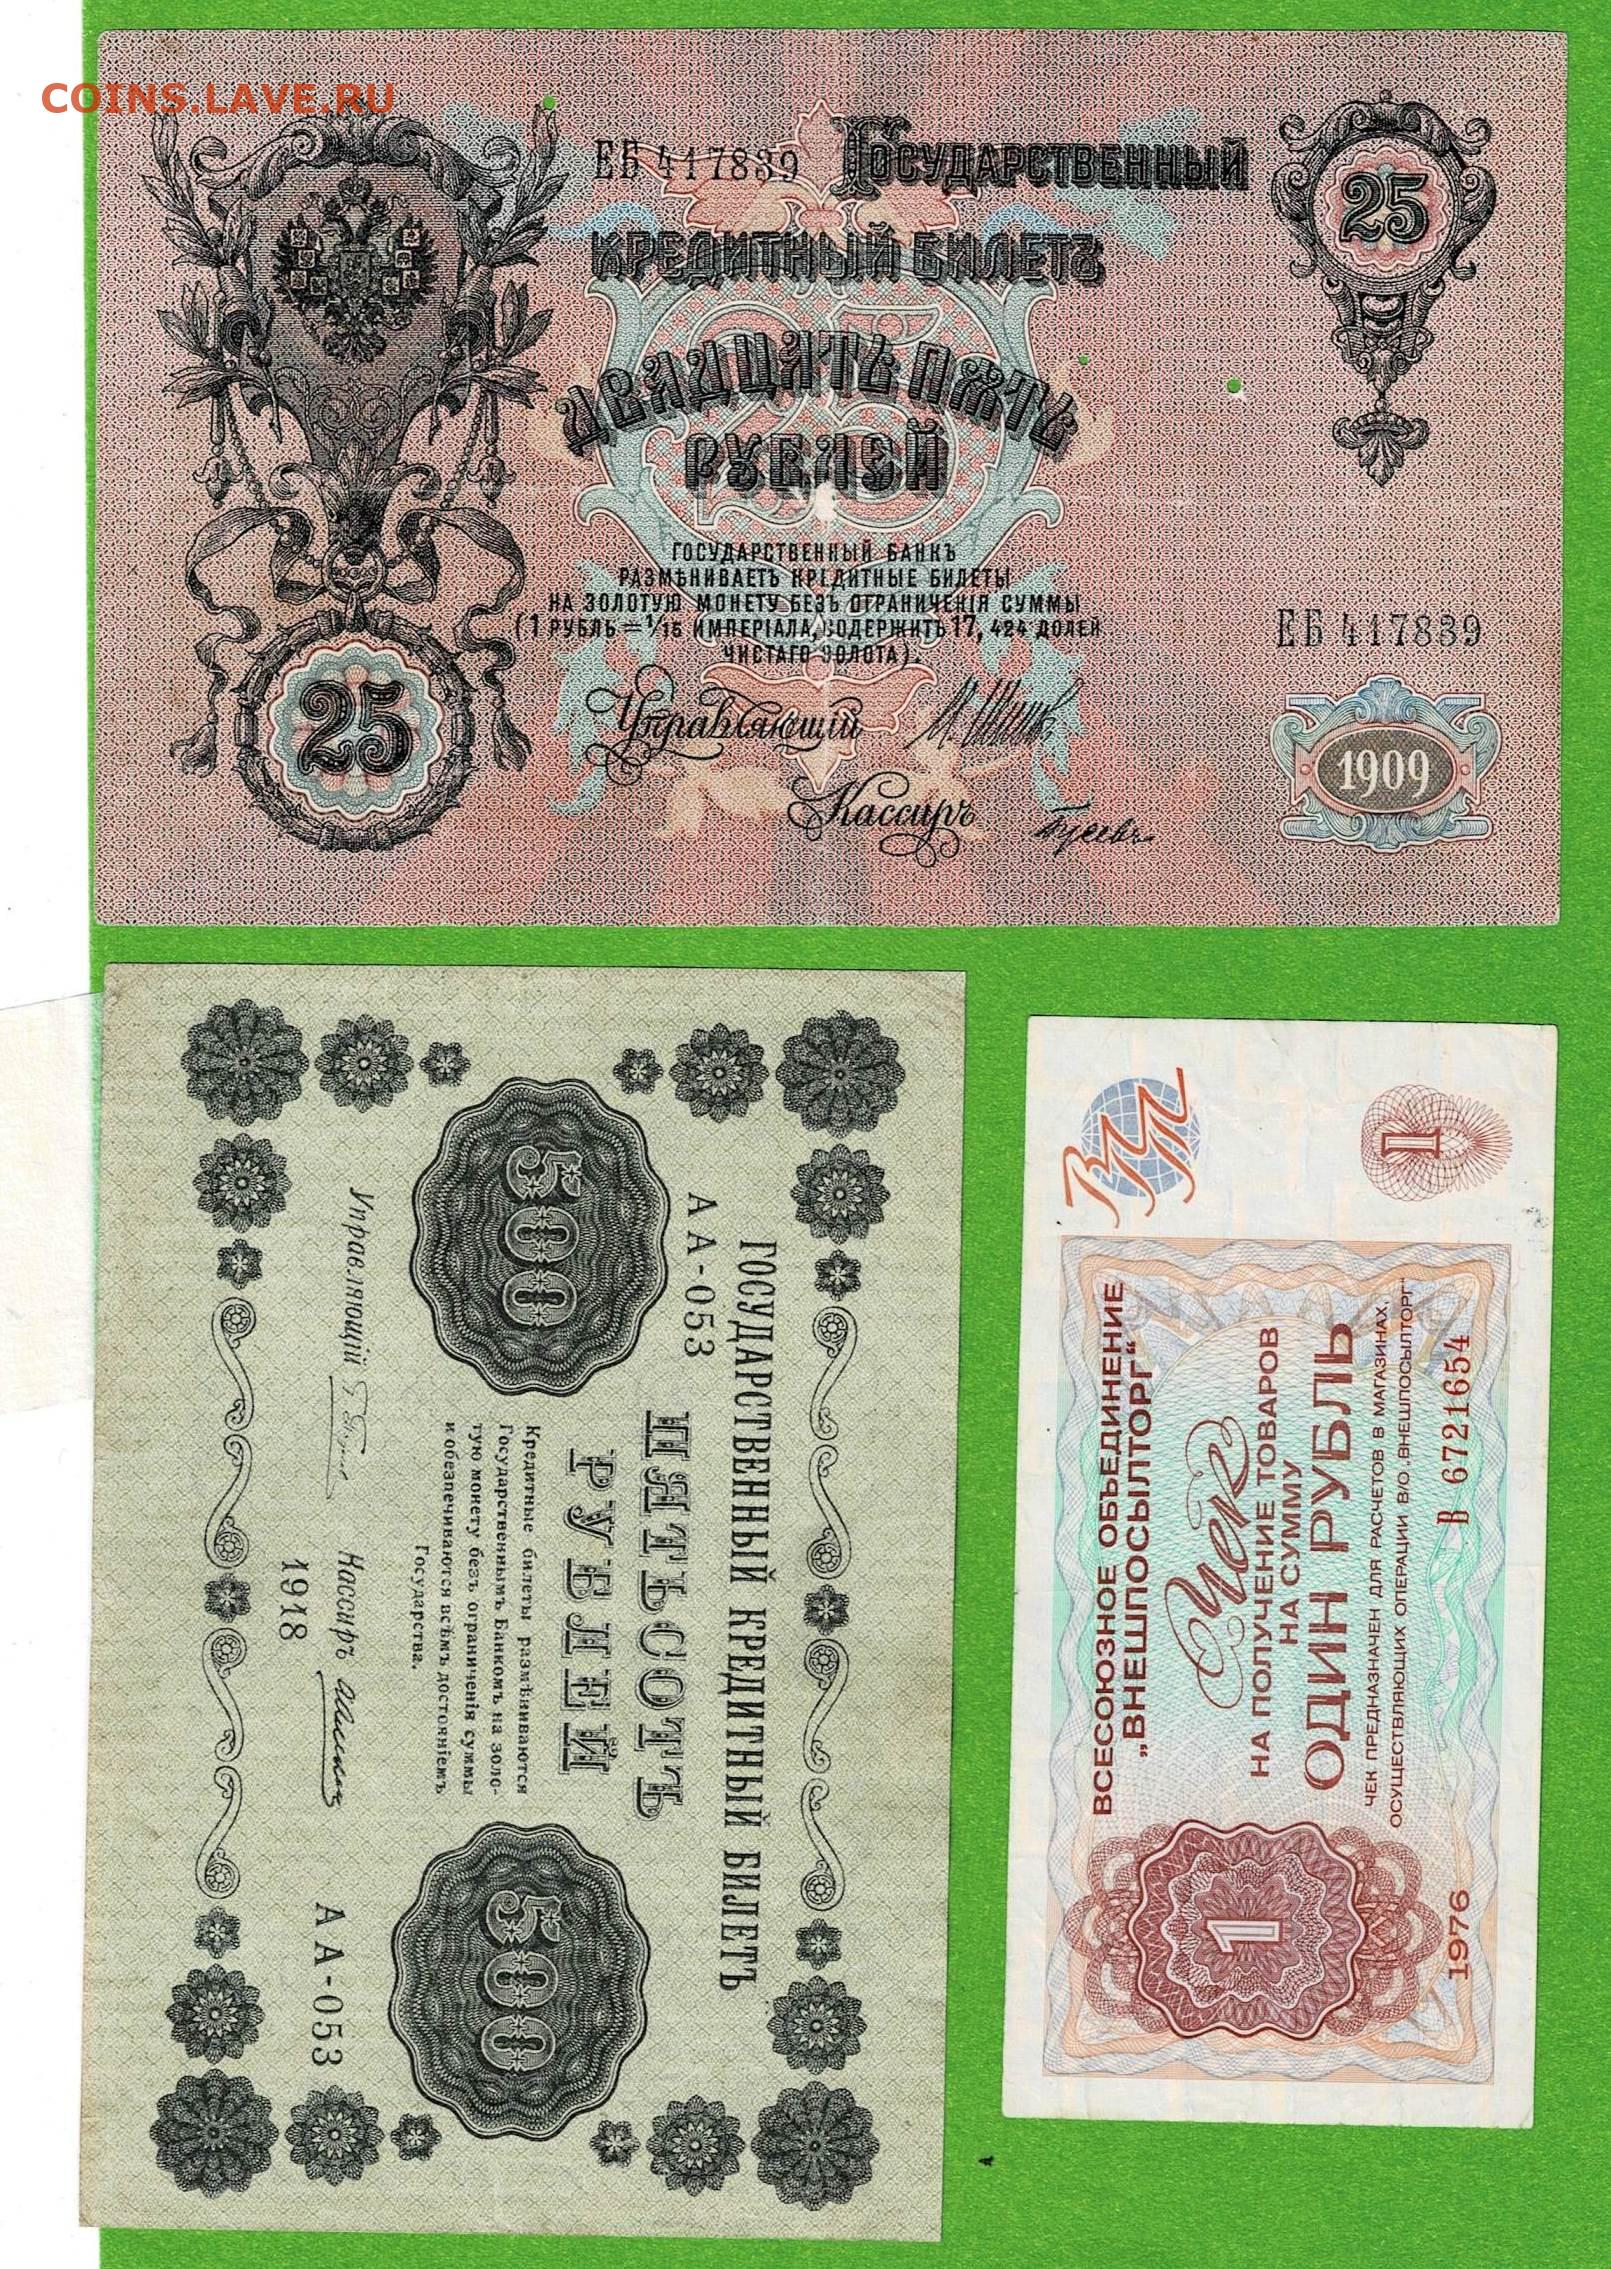 COINS.LAVE.RU
ЕБ 417839 ГОСУДАРСТВЕННЫЙ
КРЕДИТНЫЙ БИЛЕТЪ
ДВАДЦАТЬ ПЯТЬ
РУБЛЕЙ
ГОСУДАРСТВЕННЫЙ БАНКЪ
РАЗМѢНИВАЕТЪ КРЕДИТНЫЕ БИЛЕТЫ
НА ЗОЛОТУЮ МОНЕТУ БЕЗЪ ОГРАНИЧЕНІЯ СУММЫ
(1 РУБЛЬ = 1/15 ИМПЕРІАЛА, СОДЕРЖИТЪ 17, 424 ДОЛЕЙ
ЧИСТАГО ЗОЛОТА).
Управляющій
Кассиръ
25
25
25
ЕБ 417839
1909
ГОСУДАРСТВЕННЫЙ КРЕДИТНЫЙ БИЛЕТЪ
АА-053
ПЯТЬСОТЪ
РУБЛЕЙ
500
500
Кредитные билеты размѣниваются
Государственнымъ Банкомъ на золо-
тую монету безъ ограниченія суммы
и обезпечиваются всѣмъ достояніемъ
Государства.
Управляющій
Кассиръ
АА-053
1918
ВТТ
1
ВСЕСОЮЗНОЕ ОБЪЕДИНЕНИЕ
„ВНЕШПОСЫЛТОРГ“
Чек
НА ПОЛУЧЕНИЕ ТОВАРОВ
НА СУММУ
ОДИН РУБЛЬ
ЧЕК ПРЕДНАЗНАЧЕН ДЛЯ РАСЧЕТОВ В МАГАЗИНАХ,
ОСУЩЕСТВЛЯЮЩИХ ОПЕРАЦИИ В/О „ВНЕШПОСЫЛТОРГ“
В 6721654
1
1976